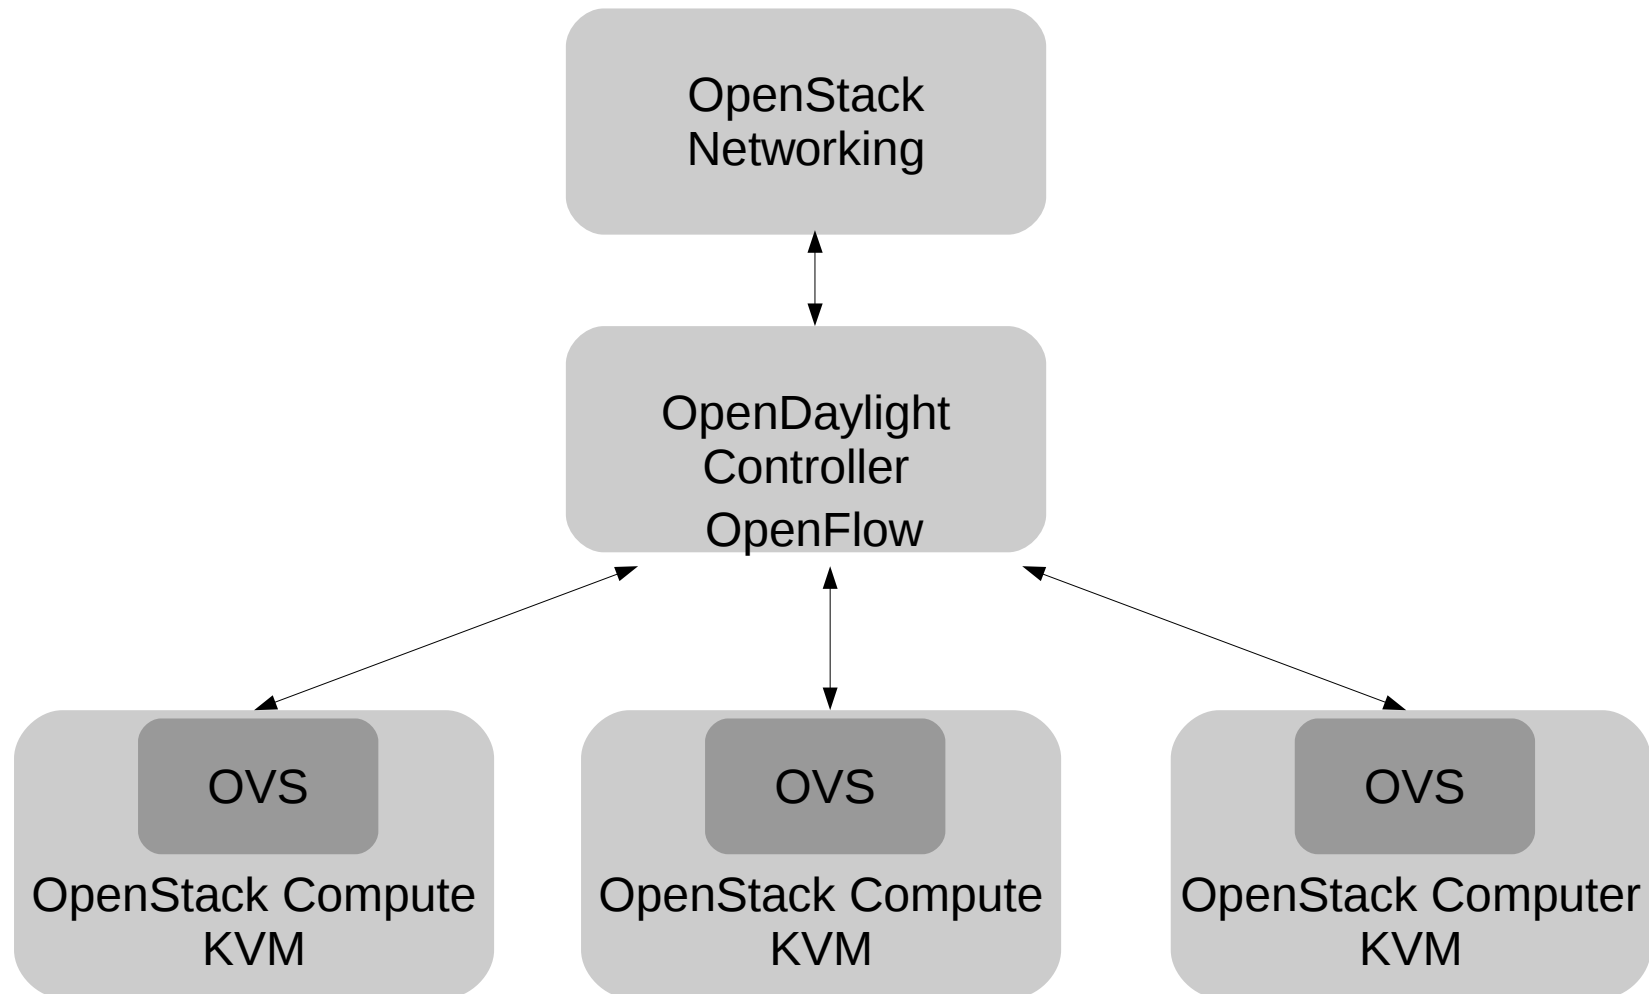 OpenStack
Networking
OpenDaylight
Controller
OpenFlow
OVS
OpenStack Compute
KVM
OVS
OpenStack Compute
KVM
OVS
OpenStack Computer
KVM